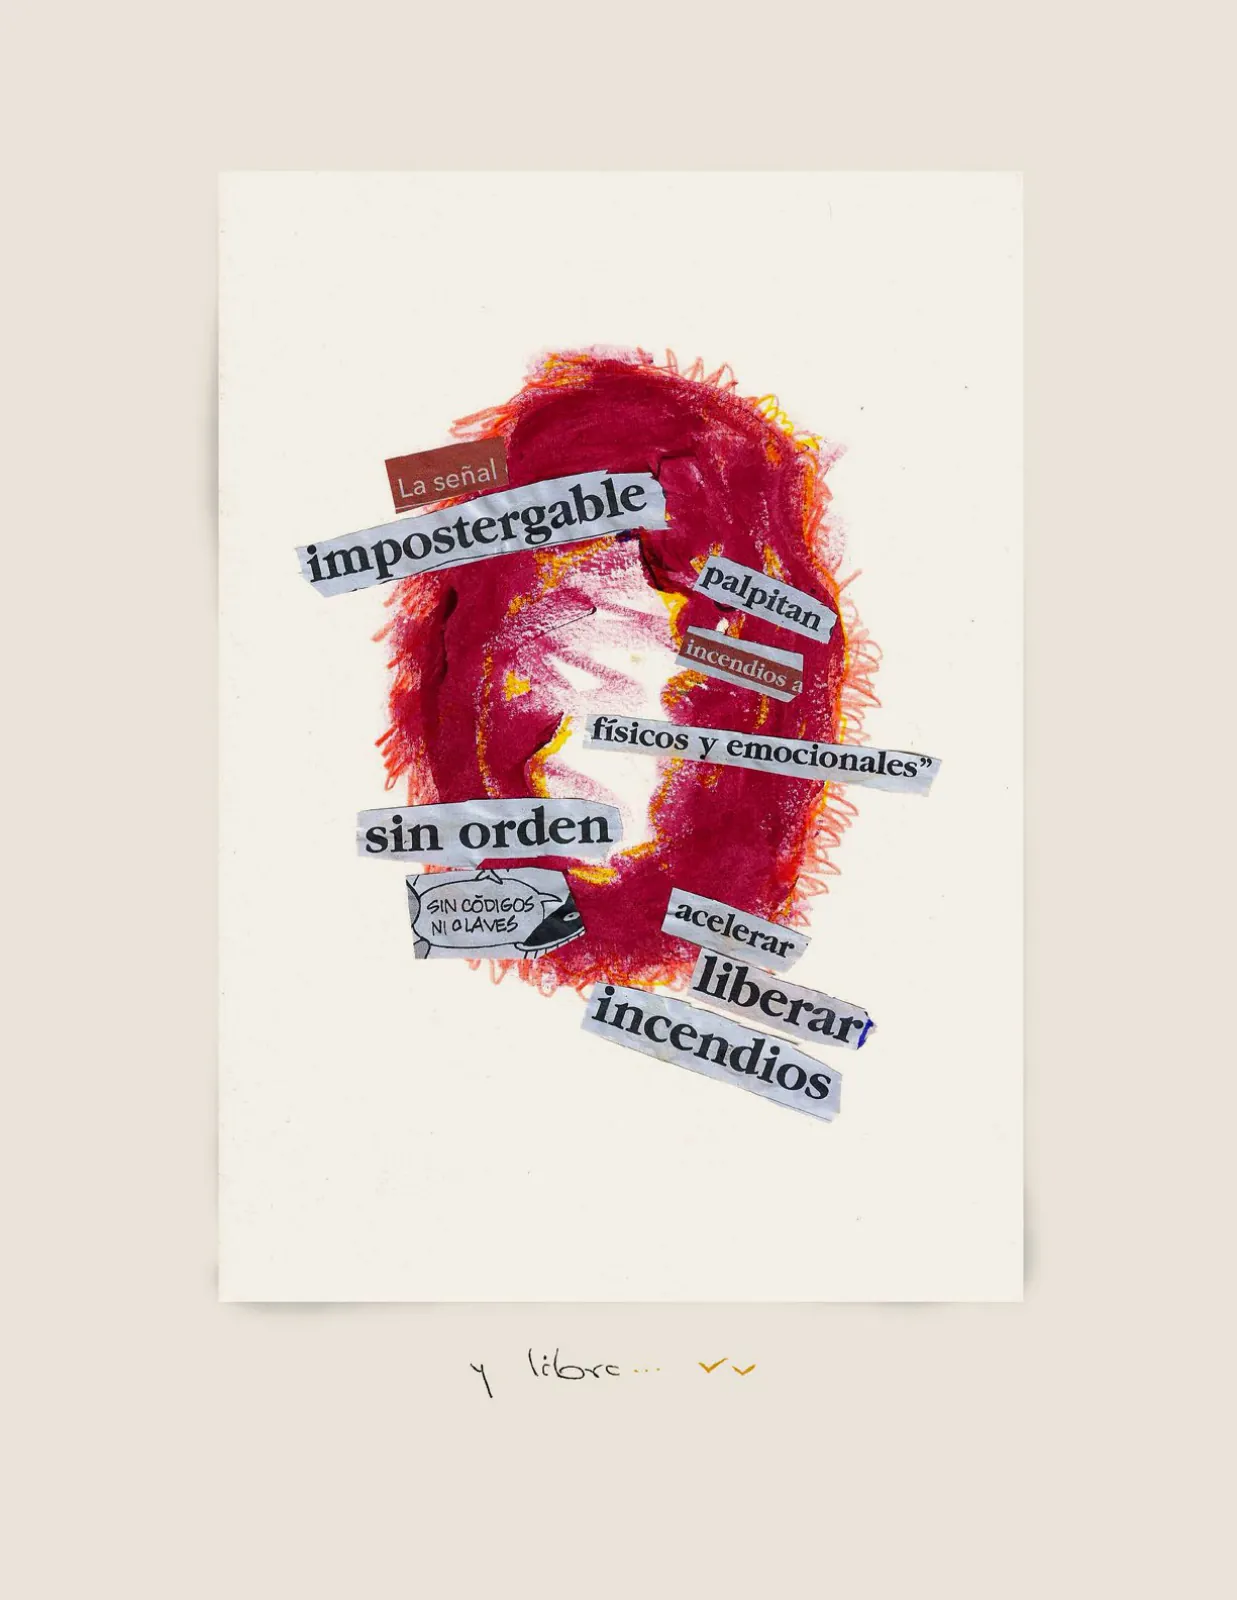 La señal
impostergable
palpitan
incendios a
físicos y emocionales”
sin orden
SIN CÓDIGOS
NI CLAVES
acelerar
liberar
incendios
y libre...